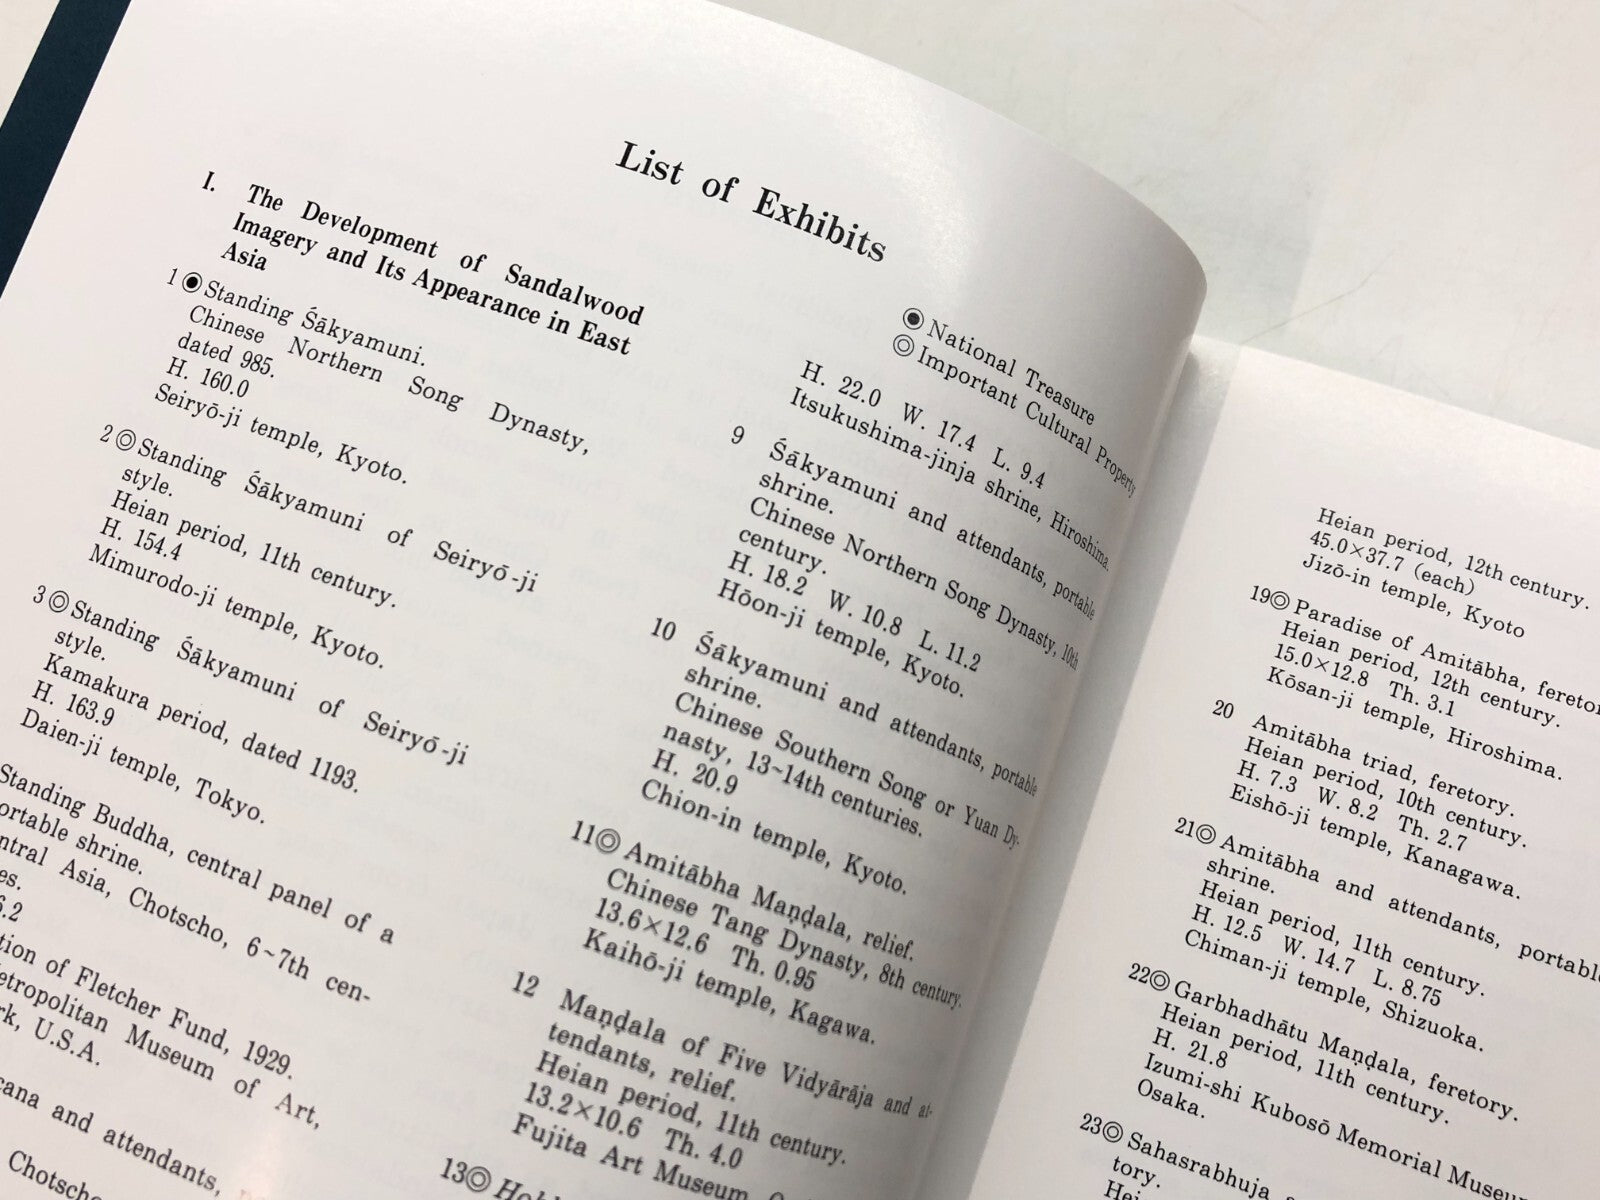 List of Exhibits
I. The Development of Sandalwood
Imagery and Its Appearance in East
Asia
1 ◉ Standing Śākyamuni.
Chinese Northern Song Dynasty,
dated 985.
H. 160.0
Seiryō-ji temple, Kyoto.
2 ◎ Standing Śākyamuni of Seiryō-ji
style.
Heian period, 11th century.
H. 154.4
Mimurodo-ji temple, Kyoto.
3 ◎ Standing Śākyamuni of Seiryō-ji
style.
Kamakura period, dated 1193.
H. 163.9
Daien-ji temple, Tokyo.
Standing Buddha, central panel of a
ortable shrine.
ntral Asia, Chotscho, 6~7th cen-
es.
6.2
tion of Fletcher Fund, 1929.
etropolitan Museum of Art,
rk, U.S.A.
cana and attendants,
Chotscho
◉ National Treasure
◎ Important Cultural Property
H. 22.0 W. 17.4 L. 9.4
Itsukushima-jinja shrine, Hiroshima.
9 Śākyamuni and attendants, portable
shrine.
Chinese Northern Song Dynasty, 10th
century.
H. 18.2 W. 10.8 L. 11.2
Hōon-ji temple, Kyoto.
10 Śākyamuni and attendants, portable
shrine.
Chinese Southern Song or Yuan Dy-
nasty, 13~14th centuries.
H. 20.9
Chion-in temple, Kyoto.
11 ◎ Amitābha Maṇḍala, relief.
Chinese Tang Dynasty, 8th century.
13.6×12.6 Th. 0.95
Kaihō-ji temple, Kagawa.
12 Maṇḍala of Five Vidyārāja and at-
tendants, relief.
Heian period, 11th century.
13.2×10.6 Th. 4.0
Fujita Art Museum,
13 ◎
Heian period, 12th century.
45.0×37.7 (each)
Jizō-in temple, Kyoto
19 ◎ Paradise of Amitābha, feretor
Heian period, 12th century.
15.0×12.8 Th. 3.1
Kōsan-ji temple, Hiroshima.
20 Amitābha triad, feretory.
Heian period, 10th century.
H. 7.3 W. 8.2 Th. 2.7
Eishō-ji temple, Kanagawa.
21 ◎ Amitābha and attendants, portable
shrine.
Heian period, 11th century.
H. 12.5 W. 14.7 L. 8.75
Chiman-ji temple, Shizuoka.
22 ◎ Garbhadhātu Maṇḍala, feretory.
Heian period, 11th century.
H. 21.8
Izumi-shi Kubosō Memorial Museu
Osaka.
23 ◎ Sahasrabhuja
tory.
Hei